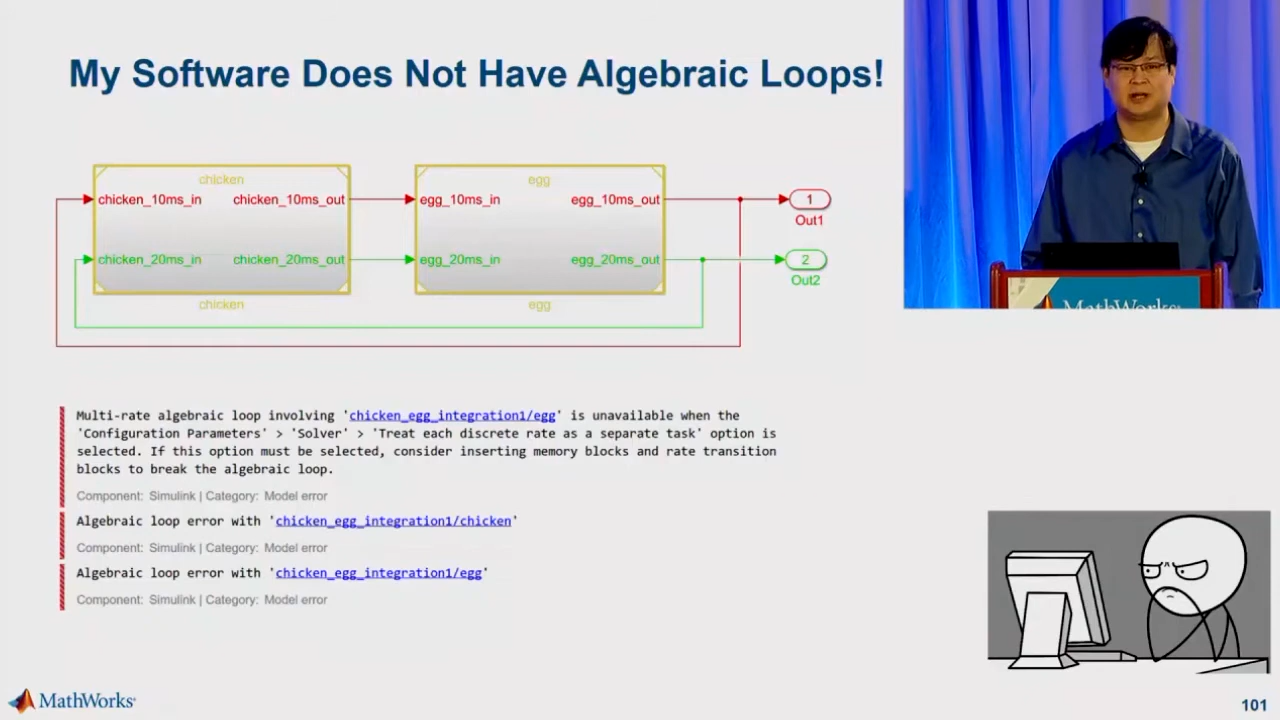 My Software Does Not Have Algebraic Loops!
chicken
egg
chicken_10ms_in
chicken_10ms_out
egg_10ms_in
egg_10ms_out
1
Out1
chicken_20ms_in
chicken_20ms_out
egg_20ms_in
egg_20ms_out
2
Out2
chicken
egg
MathWorks
Multi-rate algebraic loop involving 'chicken_egg_integration1/egg' is unavailable when the
'Configuration Parameters' > 'Solver' > 'Treat each discrete rate as a separate task' option is
selected. If this option must be selected, consider inserting memory blocks and rate transition
blocks to break the algebraic loop.
Component: Simulink | Category: Model error
Algebraic loop error with 'chicken_egg_integration1/chicken'
Component: Simulink | Category: Model error
Algebraic loop error with 'chicken_egg_integration1/egg'
Component: Simulink | Category: Model error
MathWorks
101